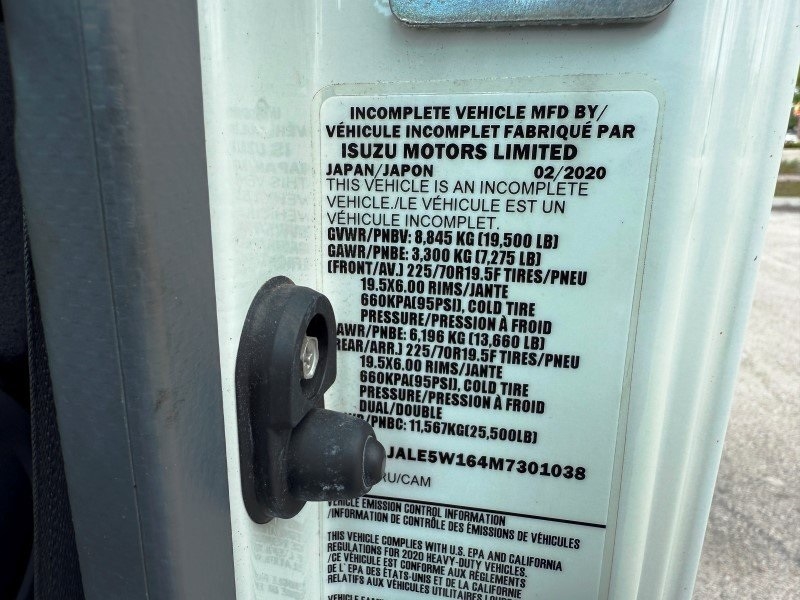 INCOMPLETE VEHICLE MFD BY/
VÉHICULE INCOMPLET FABRIQUÉ PAR
ISUZU MOTORS LIMITED
JAPAN/JAPON 02/2020
THIS VEHICLE IS AN INCOMPLETE
VEHICLE./LE VÉHICULE EST UN
VÉHICULE INCOMPLET.
GVWR/PNBV: 8,845 KG (19,500 LB)
GAWR/PNBE: 3,300 KG (7,275 LB)
(FRONT/AV.) 225/70R19.5F TIRES/PNEU
19.5X6.00 RIMS/JANTE
660KPA(95PSI), COLD TIRE
PRESSURE/PRESSION À FROID
AWR/PNBE: 6,196 KG (13,660 LB)
REAR/ARR.) 225/70R19.5F TIRES/PNEU
19.5X6.00 RIMS/JANTE
660KPA(95PSI), COLD TIRE
PRESSURE/PRESSION À FROID
DUAL/DOUBLE
/PNBC: 11,567KG(25,500LB)
JALE5W164M7301038
RU/CAM
VEHICLE EMISSION CONTROL INFORMATION
/INFORMATION DE CONTRÔLE DES ÉMISSIONS DE VÉHICULES
THIS VEHICLE COMPLIES WITH U.S. EPA AND CALIFORNIA
REGULATIONS FOR 2020 HEAVY-DUTY VEHICLES.
/CE VÉHICULE EST CONFORME AUX RÈGLEMENTS
DE L'EPA DES ÉTATS-UNIS ET DE LA CALIFORNIE
RELATIFS AUX VÉHICULES LOURDS
VEHICLE